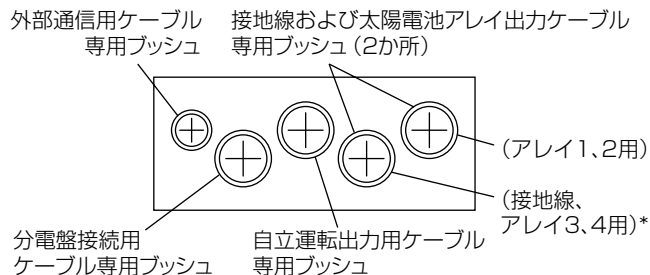 外部通信用ケーブル
専用ブッシュ
接地線および太陽電池アレイ出力ケーブル
専用ブッシュ（2か所）
（アレイ1、2用）
（接地線、
アレイ3、4用）*
分電盤接続用
ケーブル専用ブッシュ
自立運転出力用ケーブル
専用ブッシュ